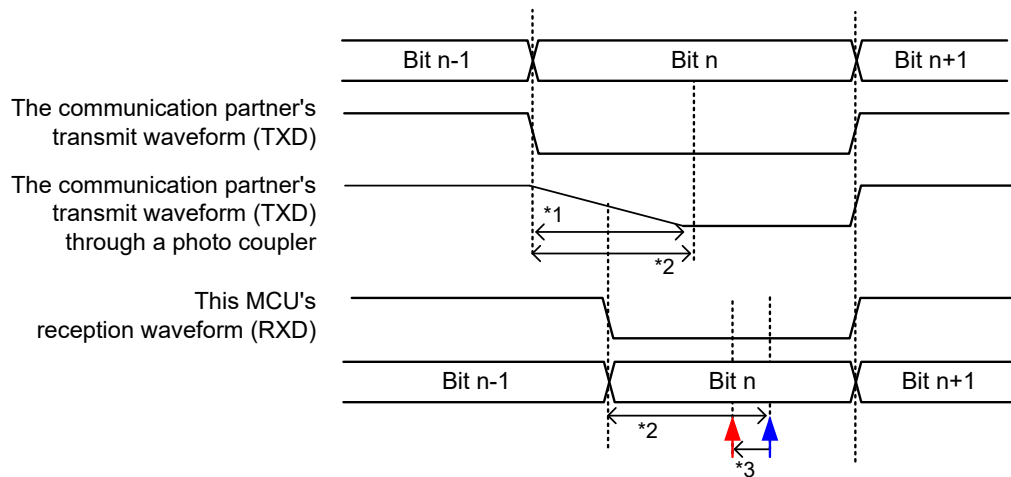 Bit n-1 Bit n Bit n+1
The communication partner's
transmit waveform (TXD)
The communication partner's
transmit waveform (TXD)
through a photo coupler
*1
*2
This MCU's
reception waveform (RXD)
Bit n-1 Bit n Bit n+1
*2
*3